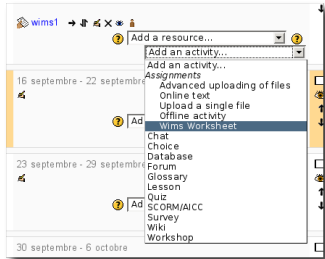 wims1
Add a resource...
Add an activity...
Add an activity...
Assignments
Advanced uploading of files
Online text
Upload a single file
Offline activity
Wims Worksheet
Chat
Choice
Database
Forum
Glossary
Lesson
Quiz
SCORM/AICC
Survey
Wiki
Workshop
16 septembre - 22 septembre
Ad
23 septembre - 29 septembre
Ad
30 septembre - 6 octobre